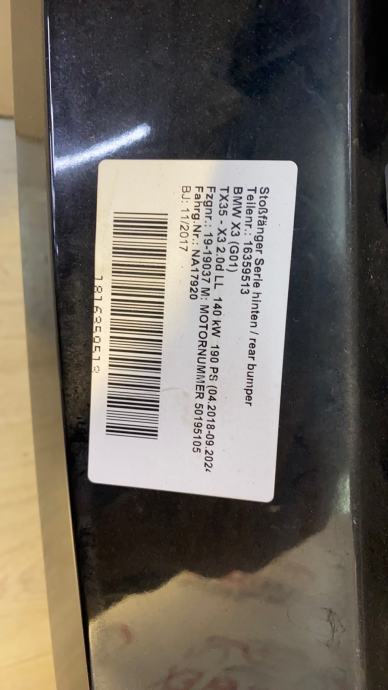 Stoßfänger Serie hinten / rear bumper
Teilenr.: 16359513
BMW X3 (G01)
TX35 - X3 2.0d LL 140 kW 190 PS (04.2018-09.202
Fzgnr.: 19-19037 M: MOTORNUMMER 50195105
Fahrg.Nr.: NA17920
BJ: 11/2017